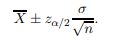 X̅ ± z_{α/2} σ/√n.